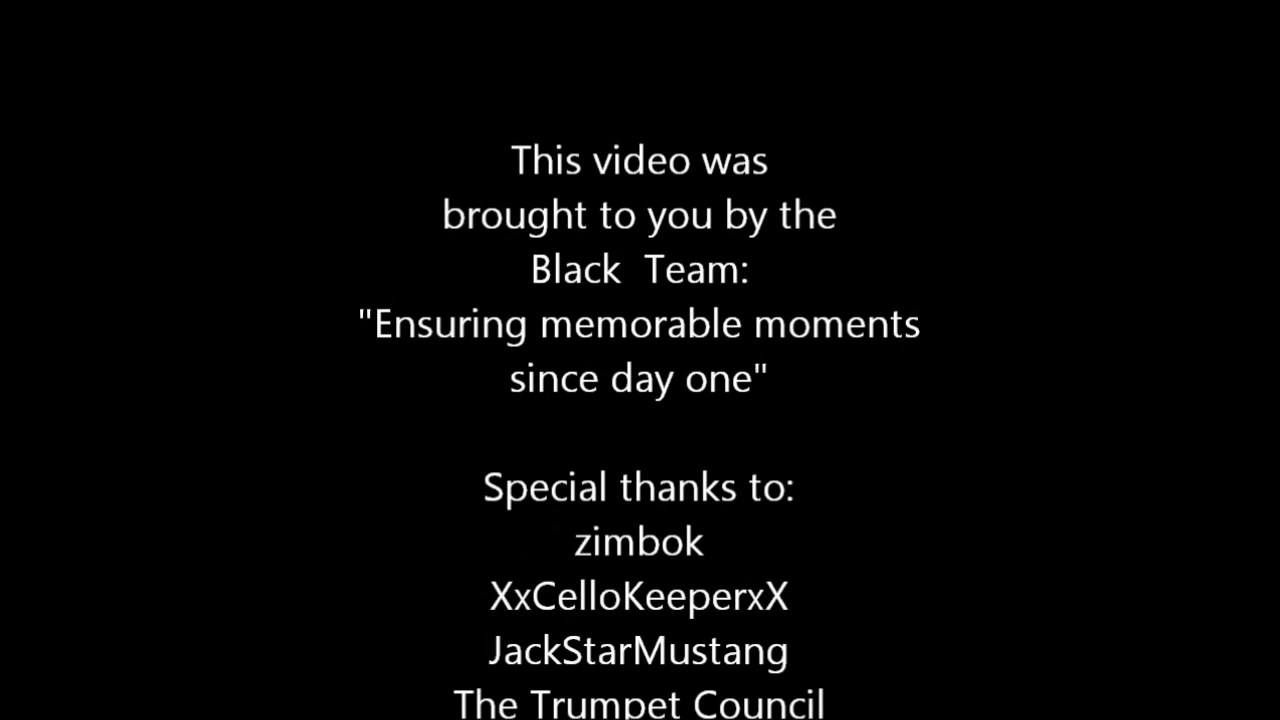 This video was
brought to you by the
Black  Team:
"Ensuring memorable moments
since day one"
Special thanks to:
zimbok
XxCelloKeeperxX
JackStarMustang
The Trumpet Council